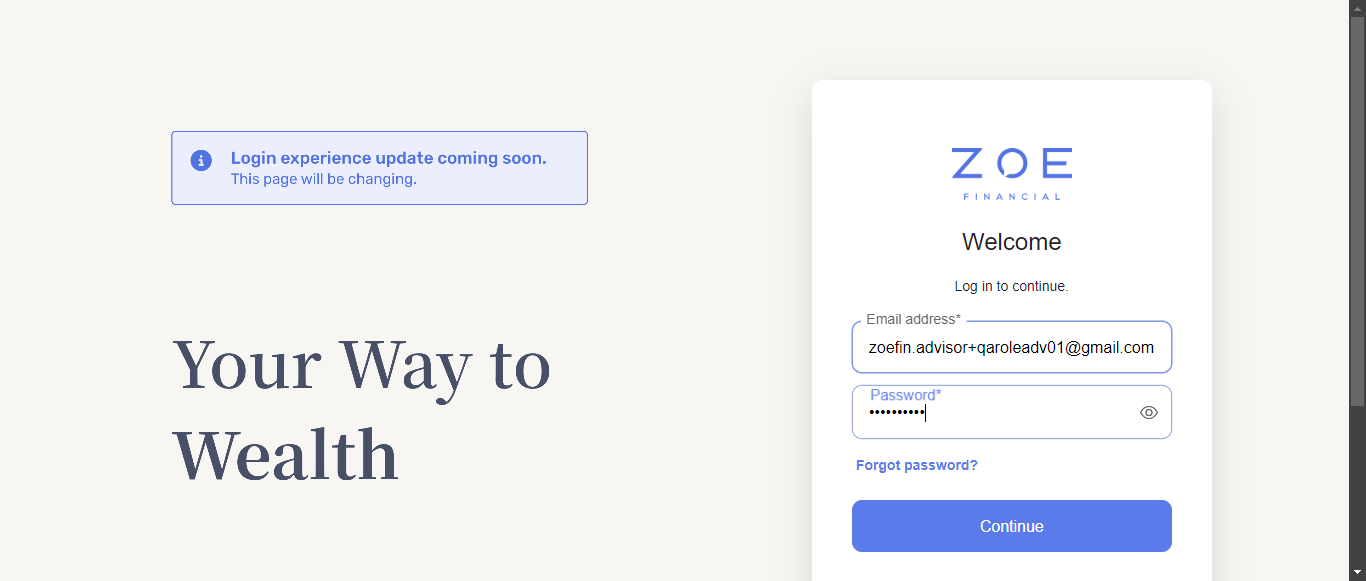 Login experience update coming soon.
This page will be changing.
Your Way to
Wealth
ZOE
FINANCIAL
Welcome
Log in to continue.
Email address*
zoefin.advisor+qaroleadv01@gmail.com
Password*
••••••••••
Forgot password?
Continue